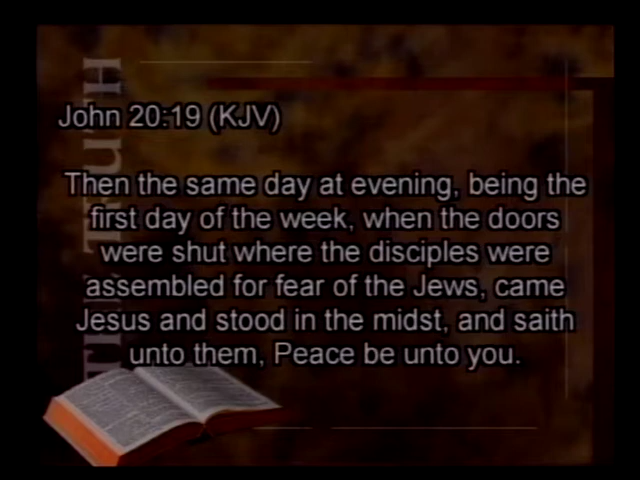 John 20:19 (KJV)
Then the same day at evening, being the
first day of the week, when the doors
were shut where the disciples were
assembled for fear of the Jews, came
Jesus and stood in the midst, and saith
unto them, Peace be unto you.
THE TRUTH